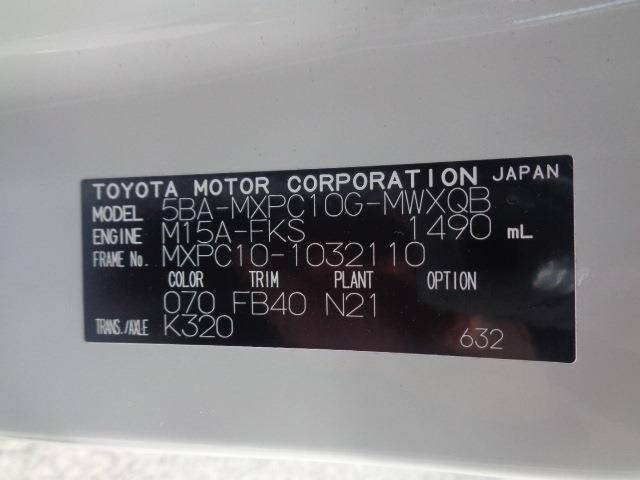 TOYOTA MOTOR CORPORATION JAPAN
MODEL 5BA-MXPC10G-MWXQB
ENGINE M15A-FKS 1490 mL
FRAME No. MXPC10-1032110
COLOR TRIM PLANT OPTION
070 FB40 N21
TRANS./AXLE K320
632